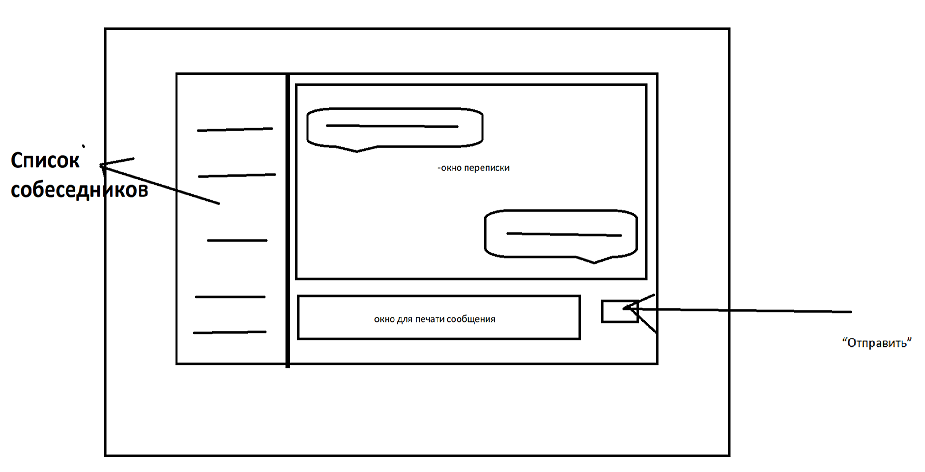 Список
собеседников
-окно переписки
окно для печати сообщения
“Отправить”